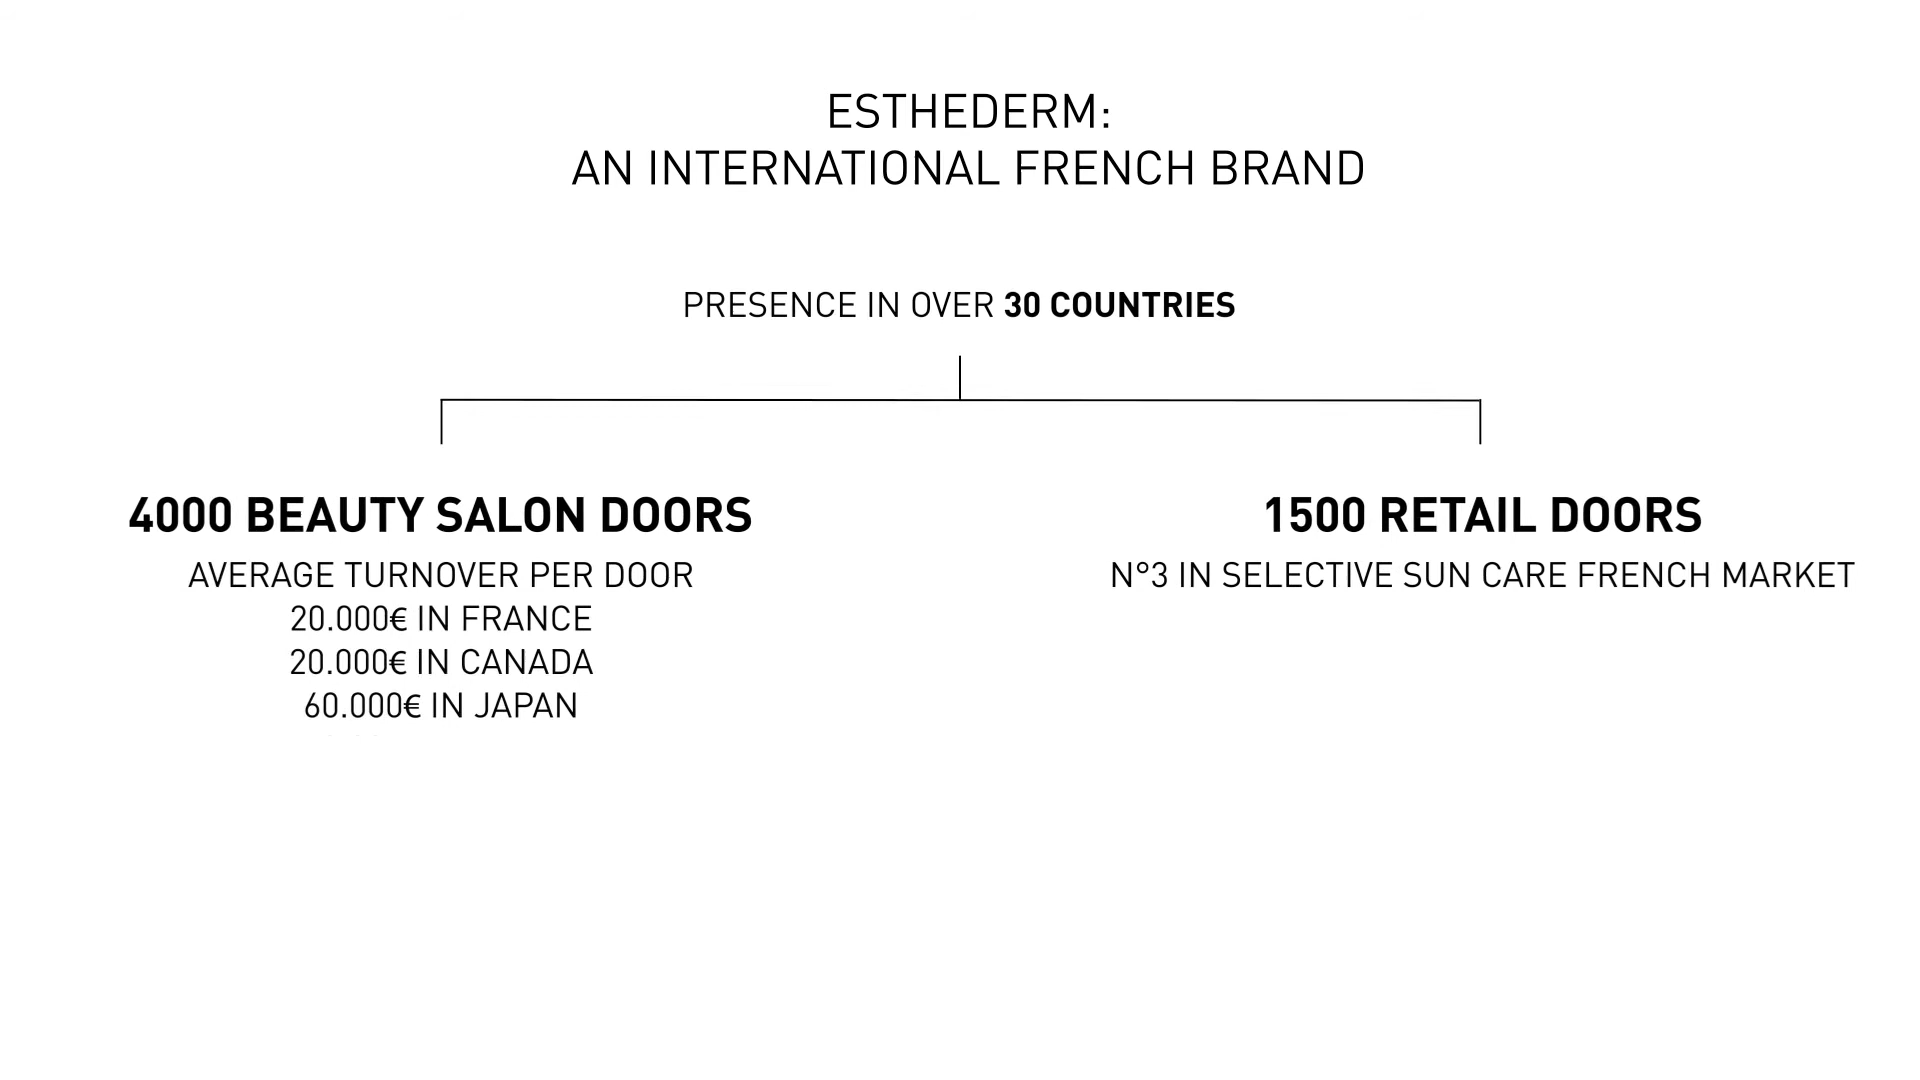 ESTHEDERM:
AN INTERNATIONAL FRENCH BRAND
PRESENCE IN OVER 30 COUNTRIES
4000 BEAUTY SALON DOORS
AVERAGE TURNOVER PER DOOR
20.000€ IN FRANCE
20.000€ IN CANADA
60.000€ IN JAPAN
1500 RETAIL DOORS
N°3 IN SELECTIVE SUN CARE FRENCH MARKET